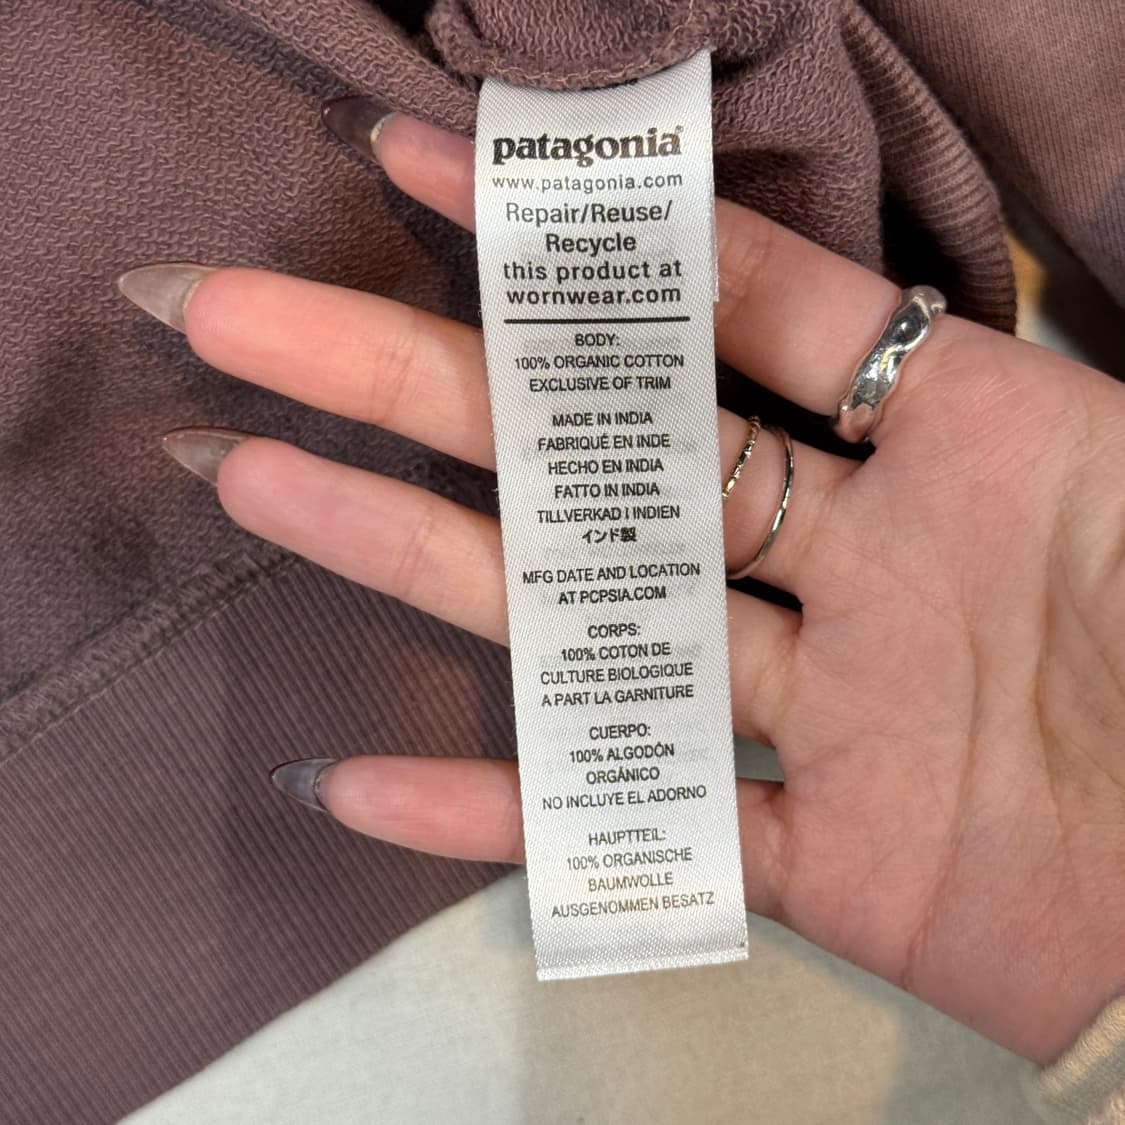 patagonia®
www.patagonia.com
Repair/Reuse/
Recycle
this product at
wornwear.com
BODY:
100% ORGANIC COTTON
EXCLUSIVE OF TRIM
MADE IN INDIA
FABRIQUÉ EN INDE
HECHO EN INDIA
FATTO IN INDIA
TILLVERKAD I INDIEN
インド製
MFG DATE AND LOCATION
AT PCPSIA.COM
CORPS:
100% COTON DE
CULTURE BIOLOGIQUE
A PART LA GARNITURE
CUERPO:
100% ALGODÓN
ORGÁNICO
NO INCLUYE EL ADORNO
HAUPTTEIL:
100% ORGANISCHE
BAUMWOLLE
AUSGENOMMEN BESATZ